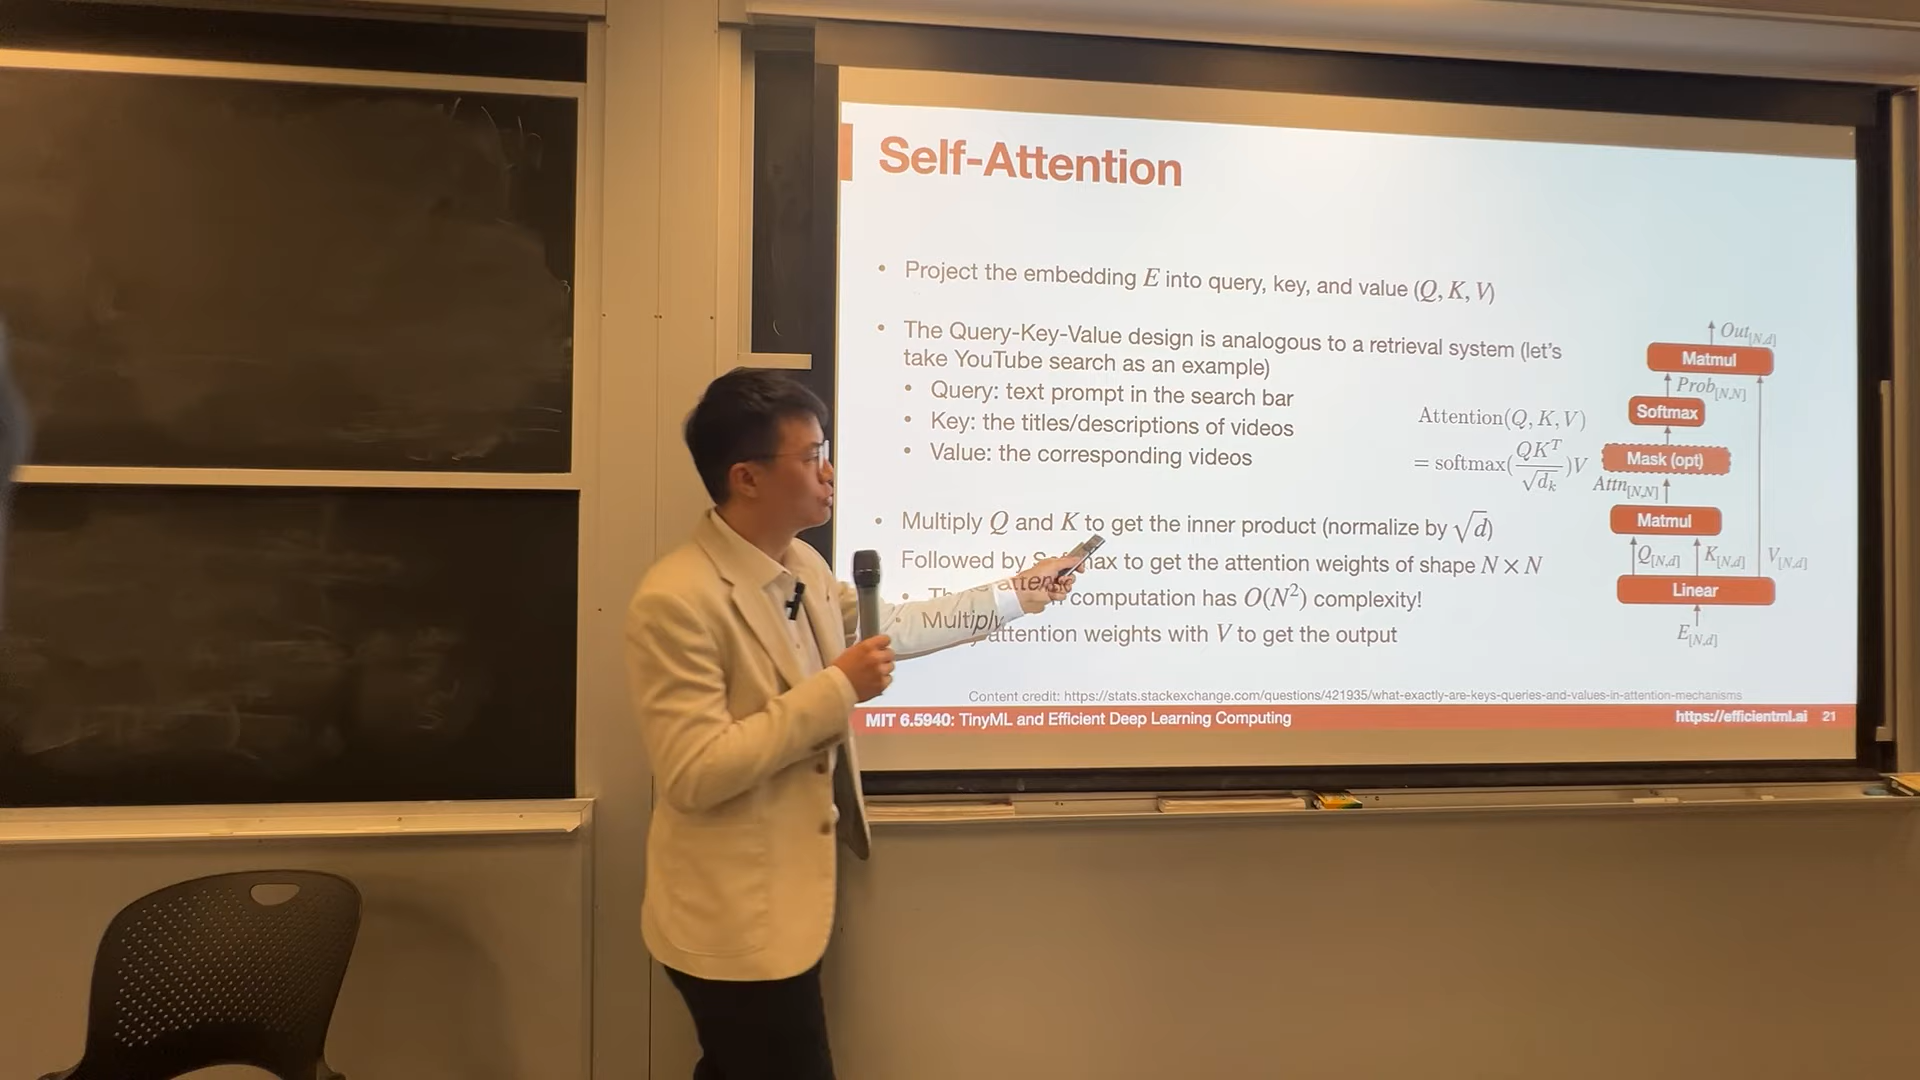 Self-Attention
• Project the embedding E into query, key, and value (Q, K, V)
• The Query-Key-Value design is analogous to a retrieval system (let's
take YouTube search as an example)
• Query: text prompt in the search bar
• Key: the titles/descriptions of videos
• Value: the corresponding videos
• Multiply Q and K to get the inner product (normalize by √d)
Followed by Softmax to get the attention weights of shape N × N
• The attention computation has O(N²) complexity!
• Multiply attention weights with V to get the output
Attention(Q, K, V)
= softmax(QK^T/√d_k)V
Out[N,d]
Matmul
Prob[N,N]
Softmax
Mask (opt)
Attn[N,N]
Matmul
Q[N,d] K[N,d] V[N,d]
Linear
E[N,d]
Content credit: https://stats.stackexchange.com/questions/421935/what-exactly-are-keys-queries-and-values-in-attention-mechanisms
MIT 6.5940: TinyML and Efficient Deep Learning Computing
https://efficientml.ai 21